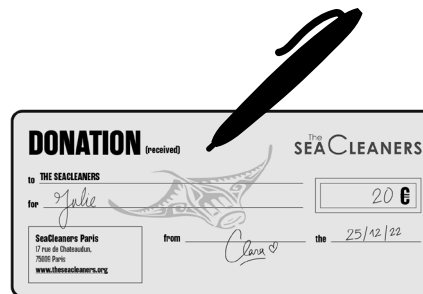 DONATION (received)
The
SEACLEANERS
to THE SEACLEANERS
for Julie
20 €
SeaCleaners Paris
17 rue de Chateaudun,
75009 Paris
www.theseacleaners.org
from Clara the 25/12/22